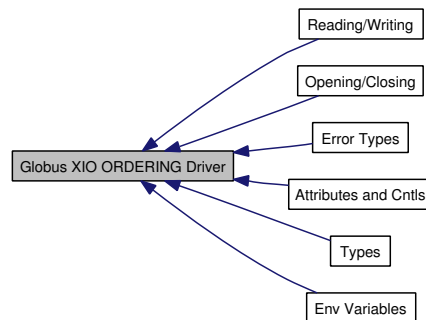 Reading/Writing
Opening/Closing
Error Types
Globus XIO ORDERING Driver
Attributes and Cntls
Types
Env Variables